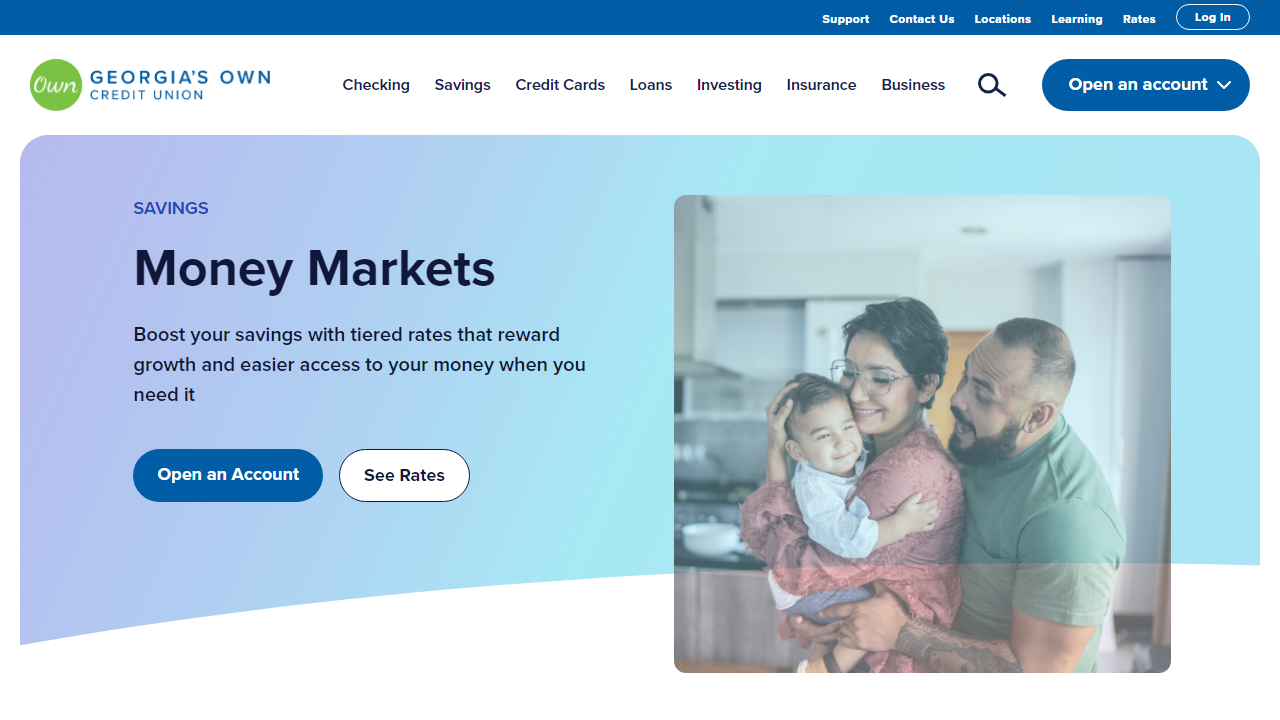 Support Contact Us Locations Learning Rates Log In
Own GEORGIA'S OWN
CREDIT UNION
Checking Savings Credit Cards Loans Investing Insurance Business Open an account
SAVINGS
Money Markets
Boost your savings with tiered rates that reward
growth and easier access to your money when you
need it
Open an Account See Rates